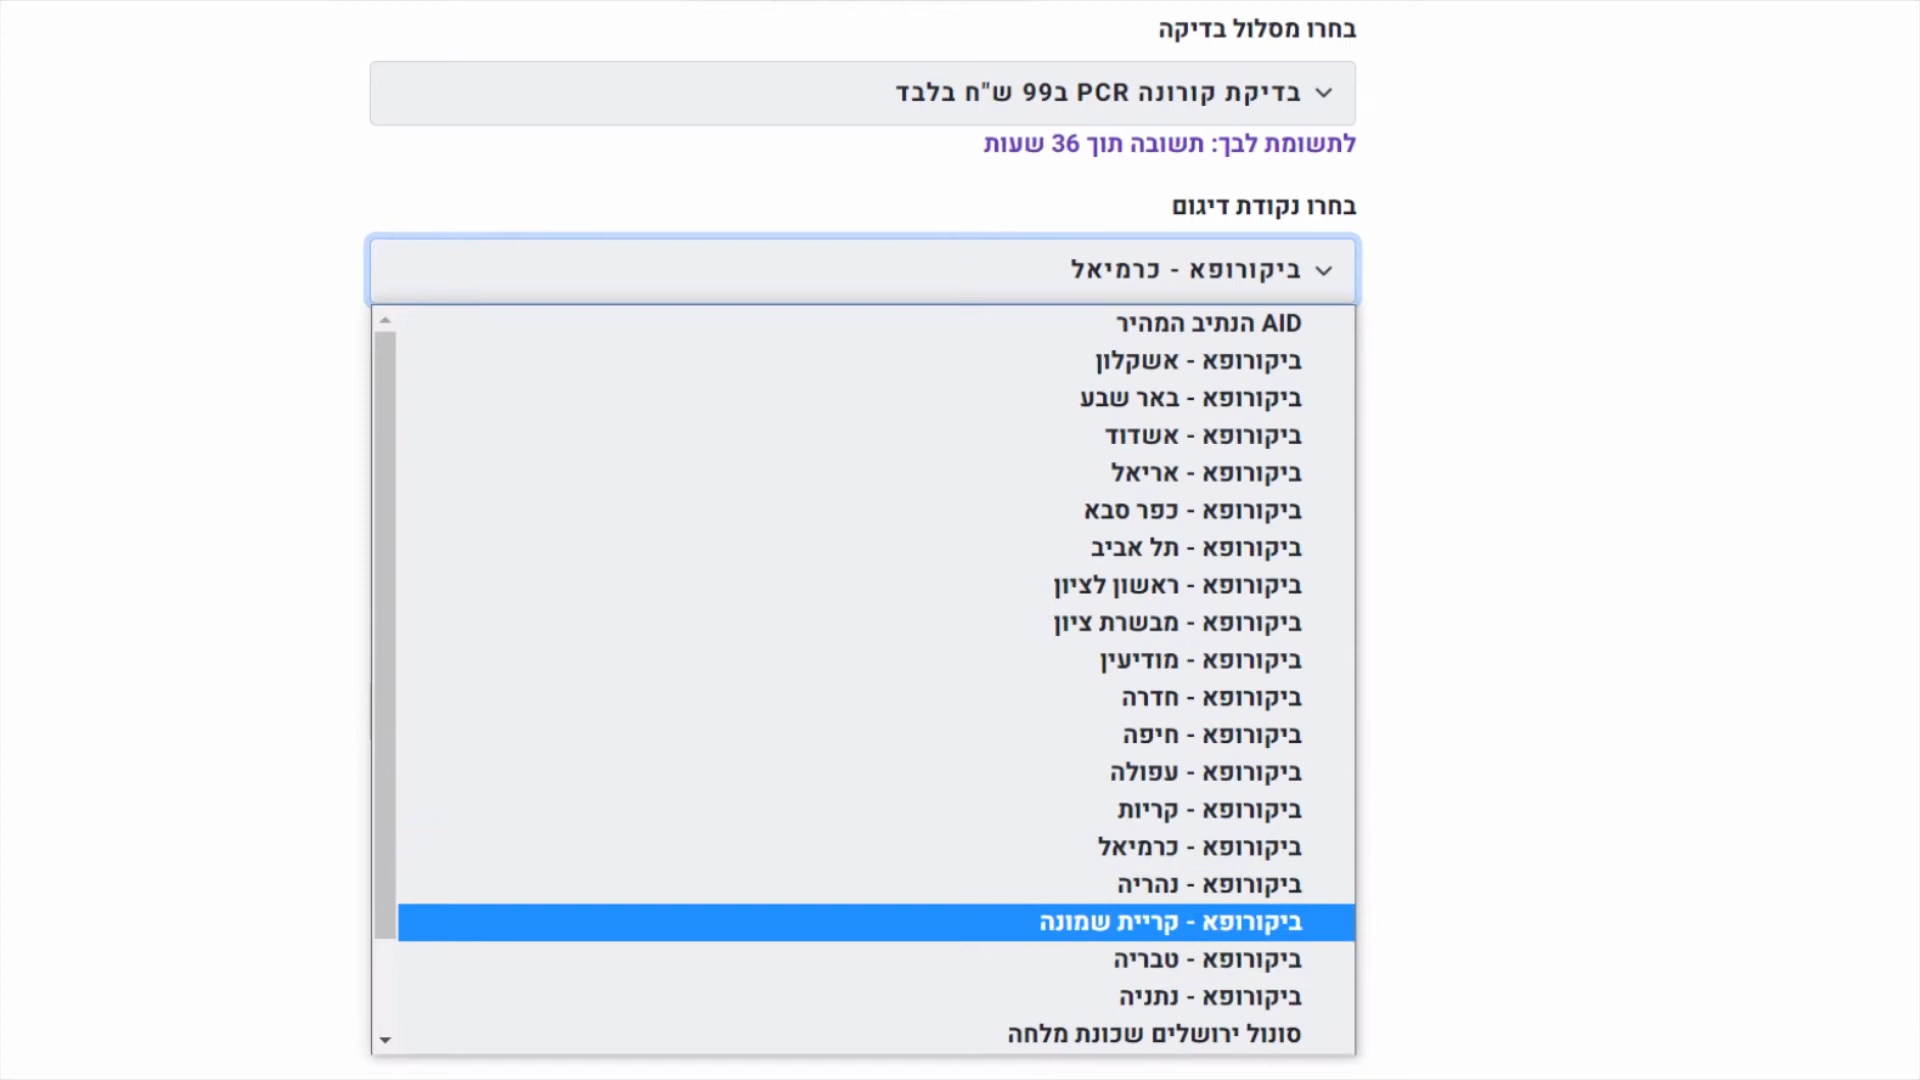 בחרו מסלול בדיקה
בדיקת קורונה PCR ב99 ש"ח בלבד
לתשומת לבך: תשובה תוך 36 שעות
בחרו נקודת דיגום
ביקורופא - כרמיאל
AID הנתיב המהיר
ביקורופא - אשקלון
ביקורופא - באר שבע
ביקורופא - אשדוד
ביקורופא - אריאל
ביקורופא - כפר סבא
ביקורופא - תל אביב
ביקורופא - ראשון לציון
ביקורופא - מבשרת ציון
ביקורופא - מודיעין
ביקורופא - חדרה
ביקורופא - חיפה
ביקורופא - עפולה
ביקורופא - קריות
ביקורופא - כרמיאל
ביקורופא - נהריה
ביקורופא - קריית שמונה
ביקורופא - טבריה
ביקורופא - נתניה
סונול ירושלים שכונת מלחה